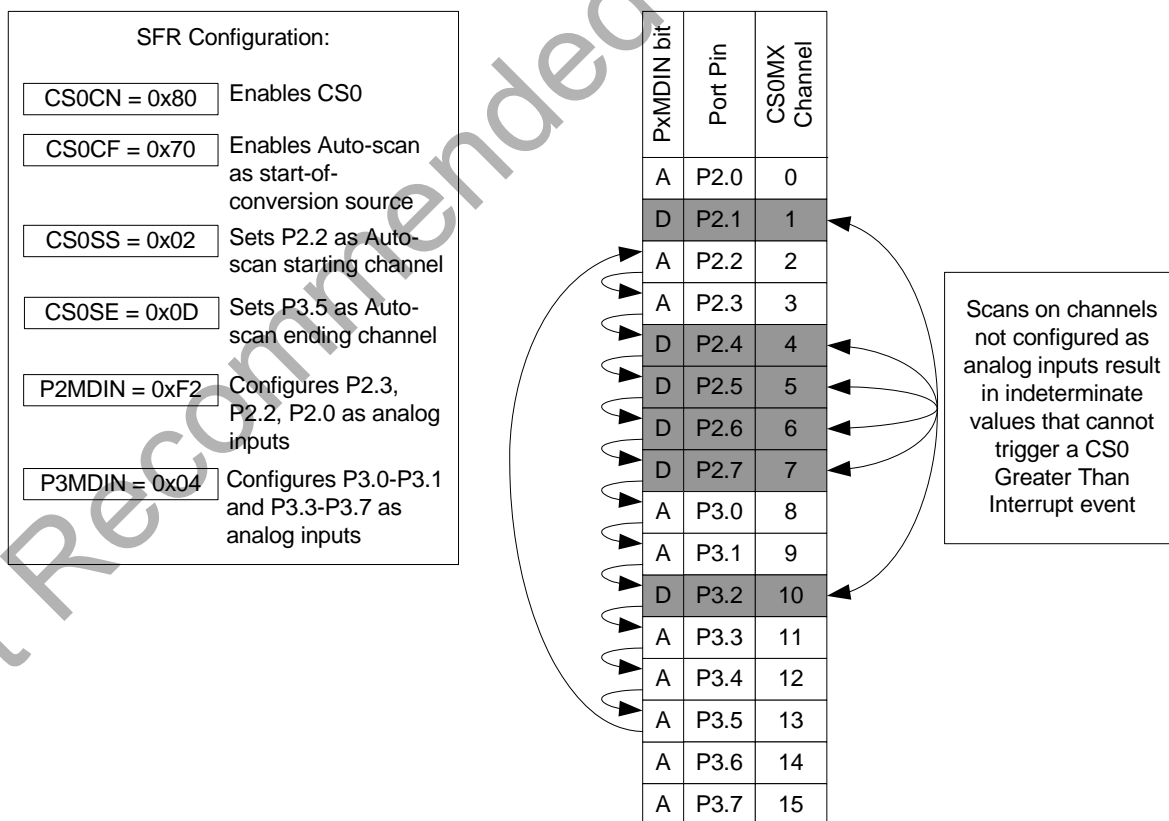 SFR Configuration:
CS0CN = 0x80
Enables CS0
CS0CF = 0x70
Enables Auto-scan
as start-of-
conversion source
CS0SS = 0x02
Sets P2.2 as Auto-
scan starting channel
CS0SE = 0x0D
Sets P3.5 as Auto-
scan ending channel
P2MDIN = 0xF2
Configures P2.3,
P2.2, P2.0 as analog
inputs
P3MDIN = 0x04
Configures P3.0-P3.1
and P3.3-P3.7 as
analog inputs
PxMDIN bit
Port Pin
CS0MX
Channel
A P2.0 0
D P2.1 1
A P2.2 2
A P2.3 3
D P2.4 4
D P2.5 5
D P2.6 6
D P2.7 7
A P3.0 8
A P3.1 9
D P3.2 10
A P3.3 11
A P3.4 12
A P3.5 13
A P3.6 14
A P3.7 15
Scans on channels
not configured as
analog inputs result
in indeterminate
values that cannot
trigger a CS0
Greater Than
Interrupt event
Recommended